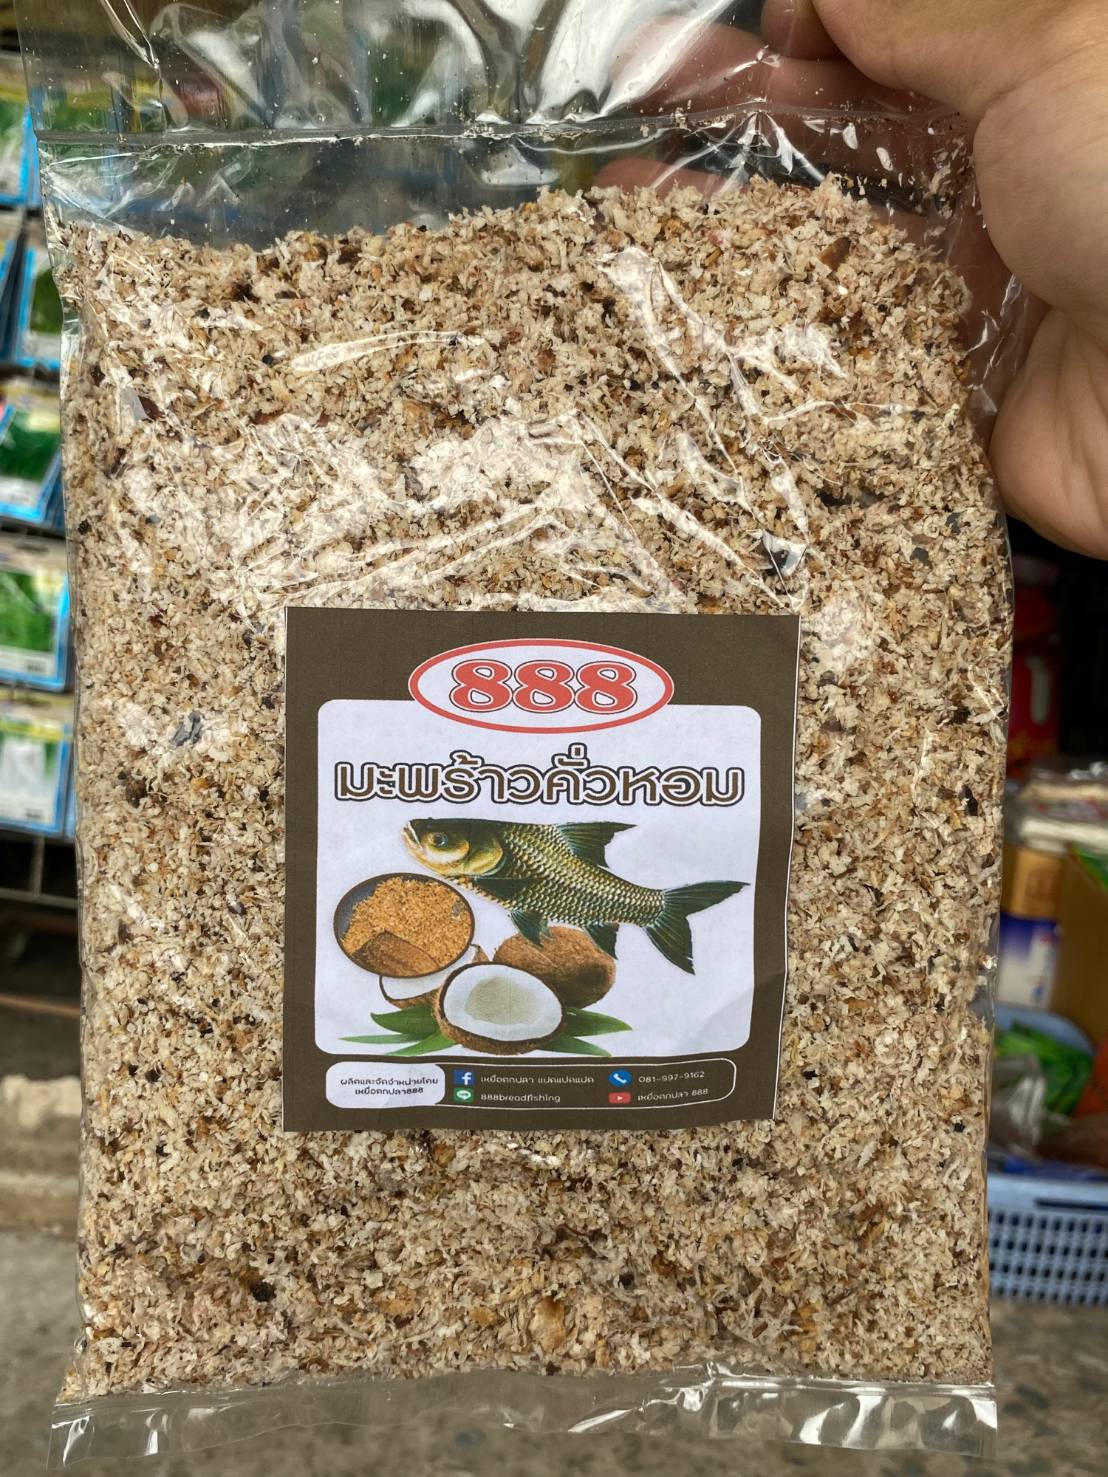 888
มะพร้าวคั่วหอม
ผลิตและจัดจำหน่ายโดย
เหยื่อตกปลา888
เหยื่อตกปลา แปดแปดแปด
888breadfishing
081-997-9162
เหยื่อตกปลา 888